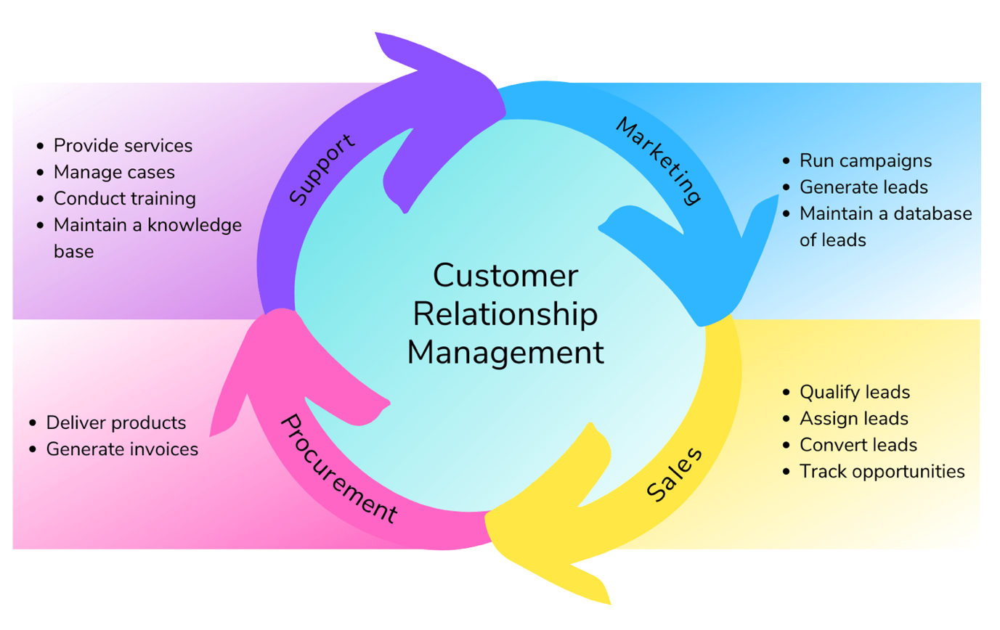 Support
• Provide services
• Manage cases
• Conduct training
• Maintain a knowledge
base
Marketing
• Run campaigns
• Generate leads
• Maintain a database
of leads
Customer
Relationship
Management
Procurement
• Deliver products
• Generate invoices
Sales
• Qualify leads
• Assign leads
• Convert leads
• Track opportunities